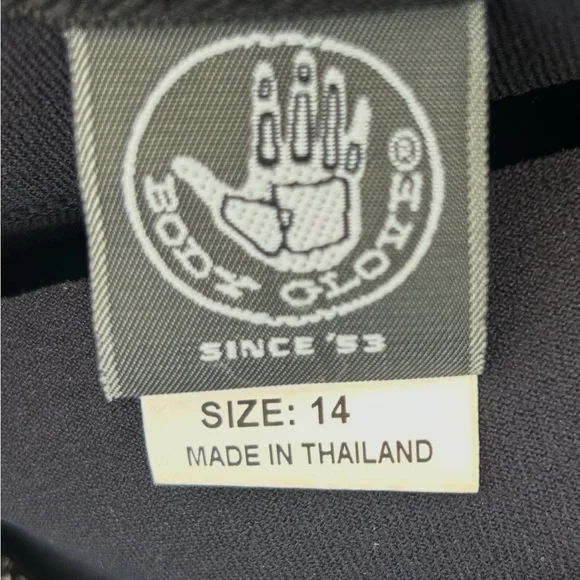 BODY GLOVE®
SINCE '53
SIZE: 14
MADE IN THAILAND